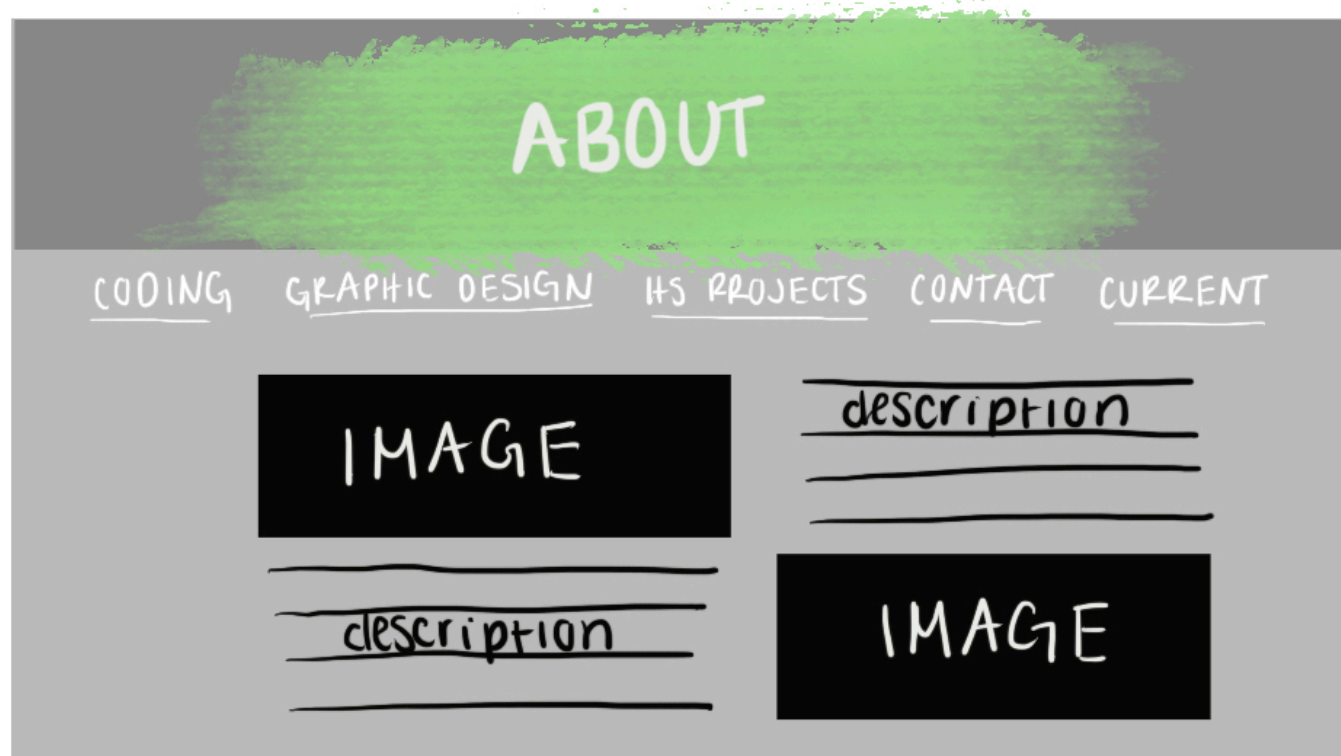 ABOUT
CODING GRAPHIC DESIGN HS PROJECTS CONTACT CURRENT
IMAGE
description
description
IMAGE